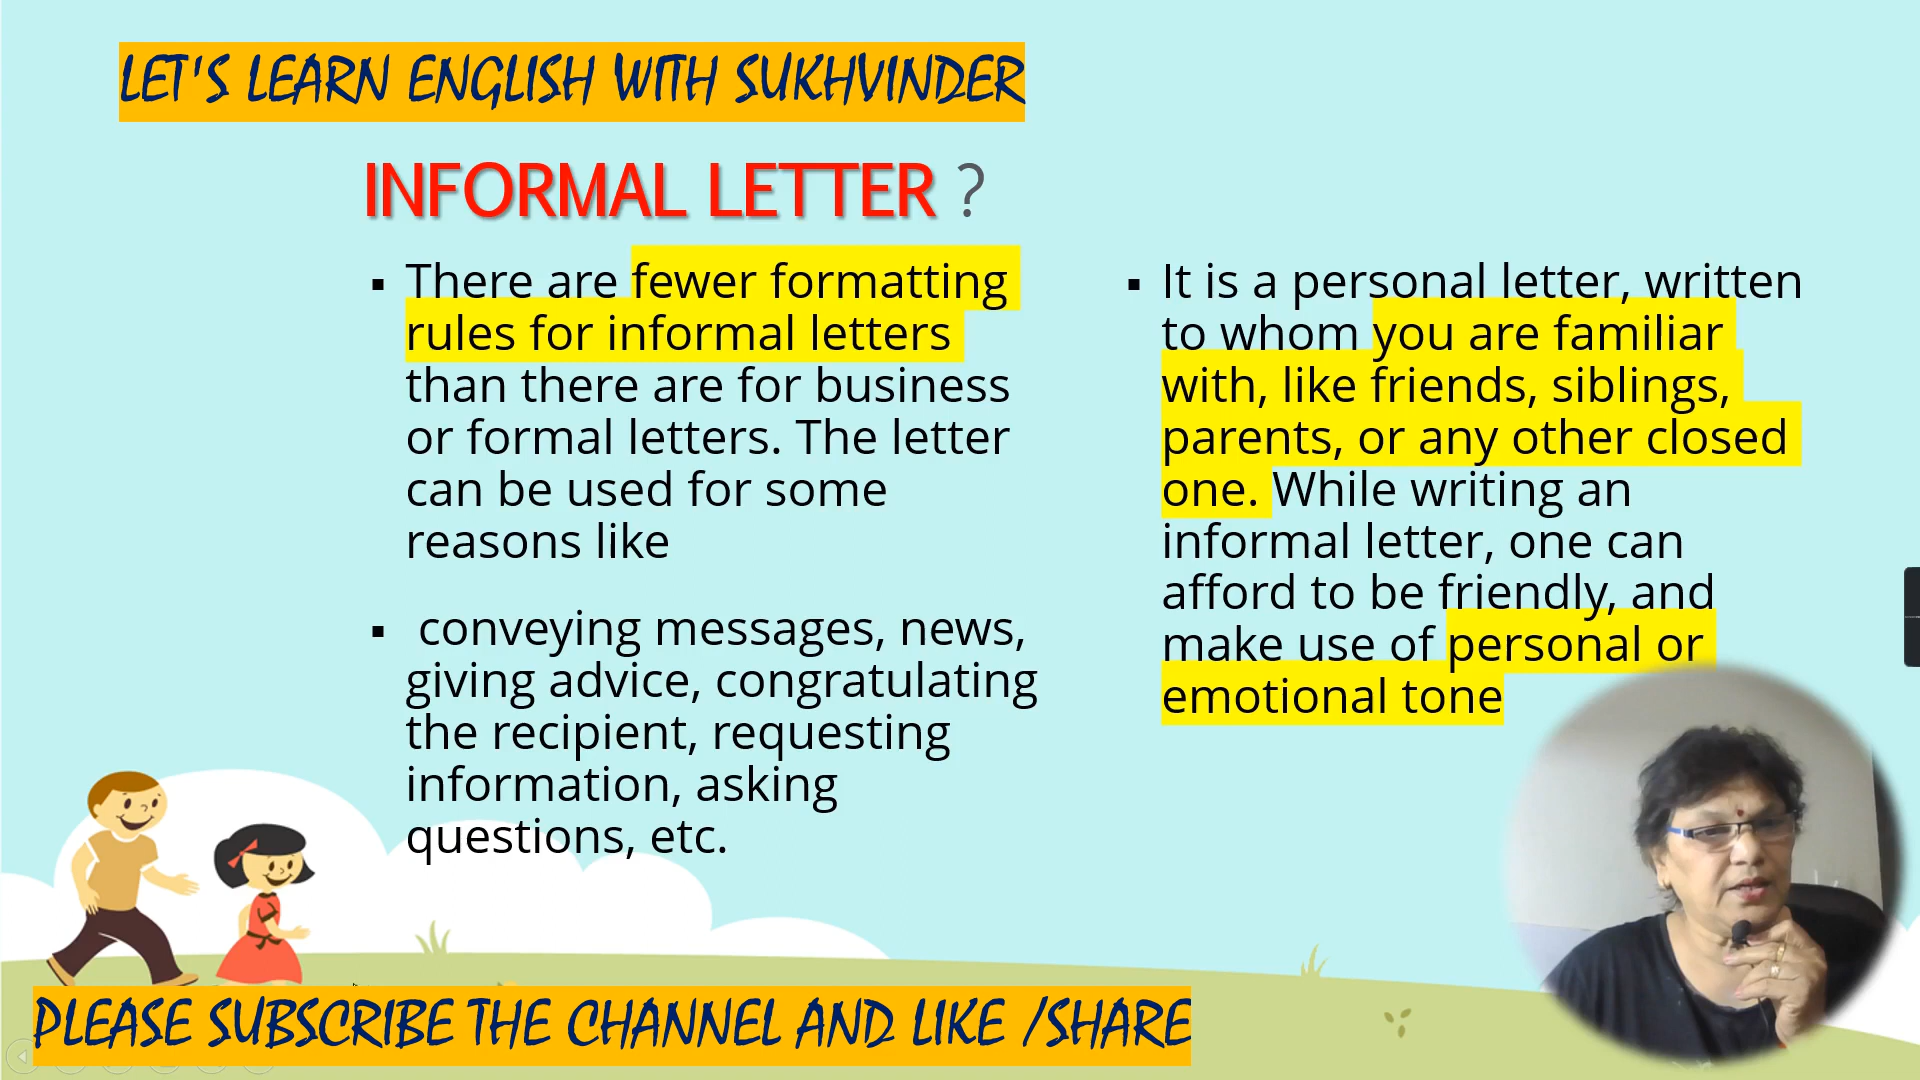 LET'S LEARN ENGLISH WITH SUKHVINDER
INFORMAL LETTER ?
▪ There are fewer formatting
rules for informal letters
than there are for business
or formal letters. The letter
can be used for some
reasons like
▪ conveying messages, news,
giving advice, congratulating
the recipient, requesting
information, asking
questions, etc.
▪ It is a personal letter, written
to whom you are familiar
with, like friends, siblings,
parents, or any other closed
one. While writing an
informal letter, one can
afford to be friendly, and
make use of personal or
emotional tone
PLEASE SUBSCRIBE THE CHANNEL AND LIKE /SHARE